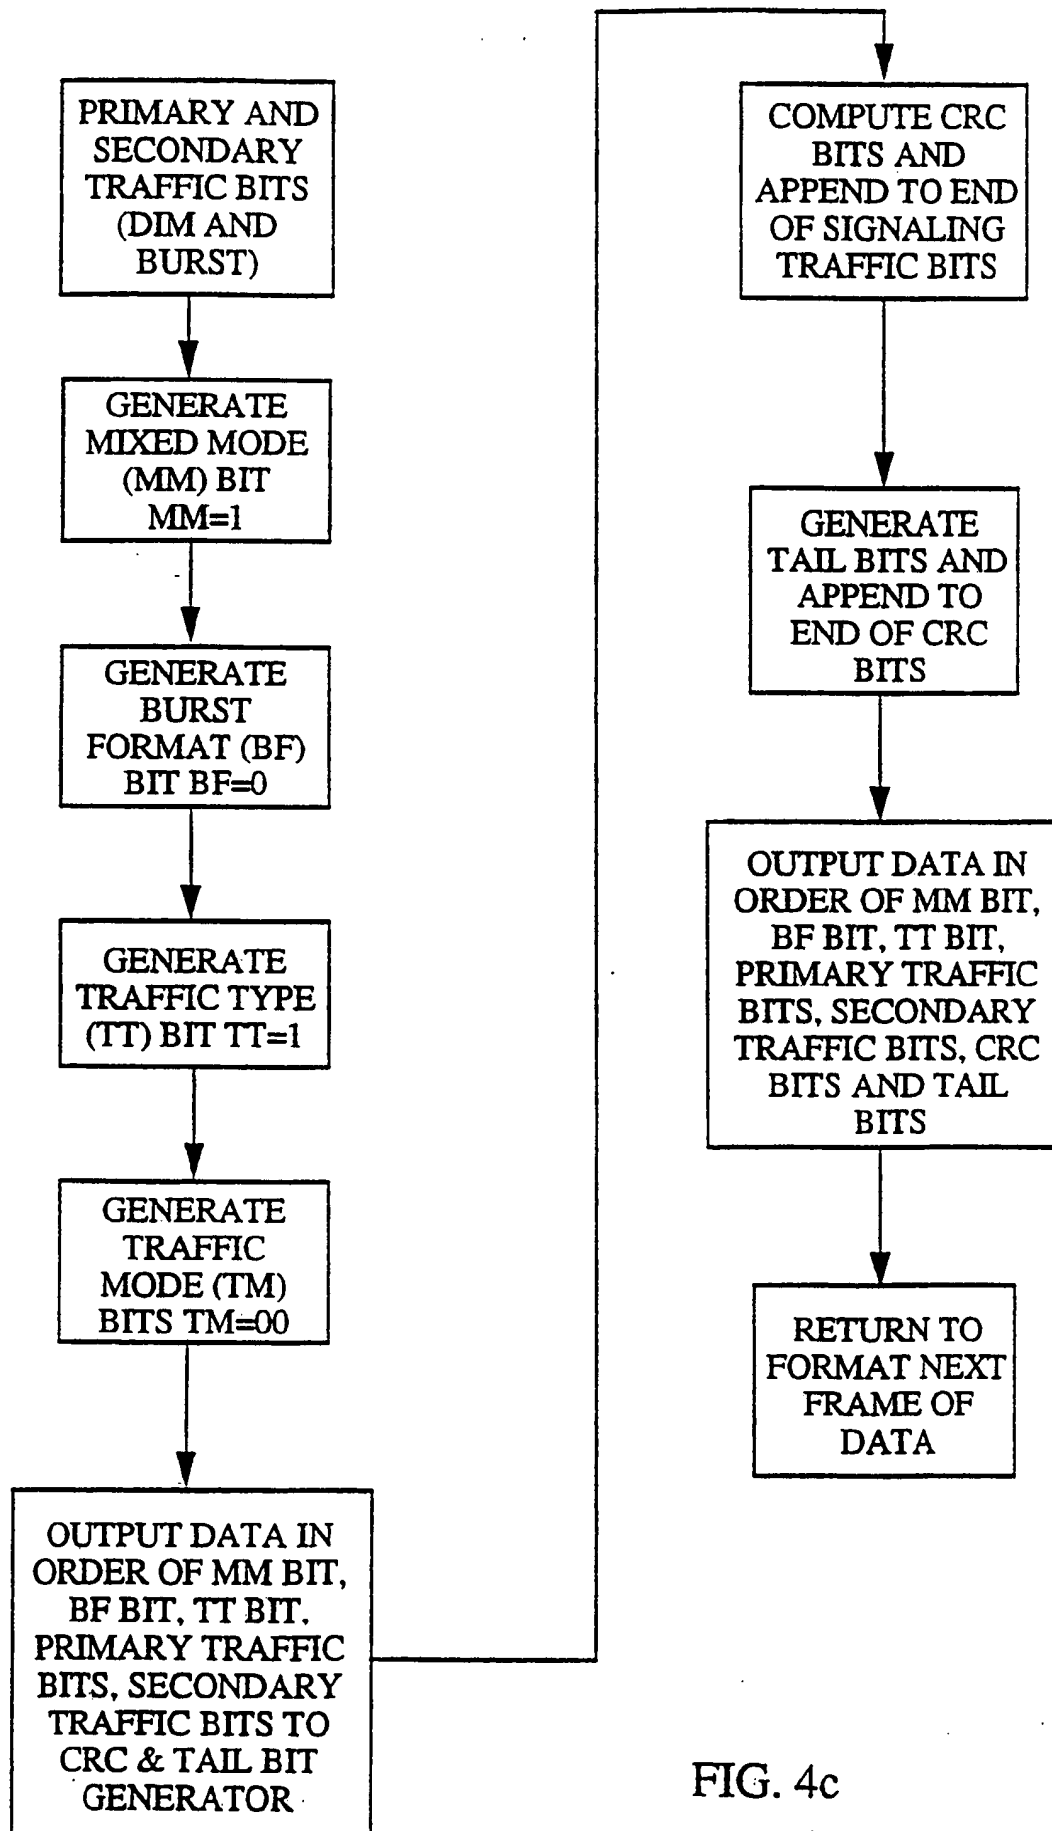 PRIMARY AND
SECONDARY
TRAFFIC BITS
(DIM AND
BURST)
GENERATE
MIXED MODE
(MM) BIT
MM=1
GENERATE
BURST
FORMAT (BF)
BIT BF=0
GENERATE
TRAFFIC TYPE
(TT) BIT TT=1
GENERATE
TRAFFIC
MODE (TM)
BITS TM=00
OUTPUT DATA IN
ORDER OF MM BIT,
BF BIT, TT BIT,
PRIMARY TRAFFIC
BITS, SECONDARY
TRAFFIC BITS TO
CRC & TAIL BIT
GENERATOR
COMPUTE CRC
BITS AND
APPEND TO END
OF SIGNALING
TRAFFIC BITS
GENERATE
TAIL BITS AND
APPEND TO
END OF CRC
BITS
OUTPUT DATA IN
ORDER OF MM BIT,
BF BIT, TT BIT,
PRIMARY TRAFFIC
BITS, SECONDARY
TRAFFIC BITS, CRC
BITS AND TAIL
BITS
RETURN TO
FORMAT NEXT
FRAME OF
DATA
FIG. 4c